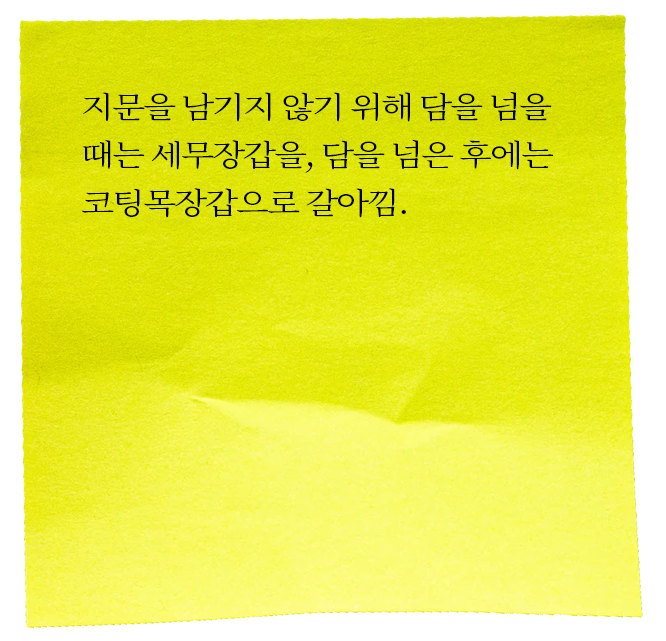 지문을 남기지 않기 위해 담을 넘을
때는 세무장갑을, 담을 넘은 후에는
코팅목장갑으로 갈아낌.